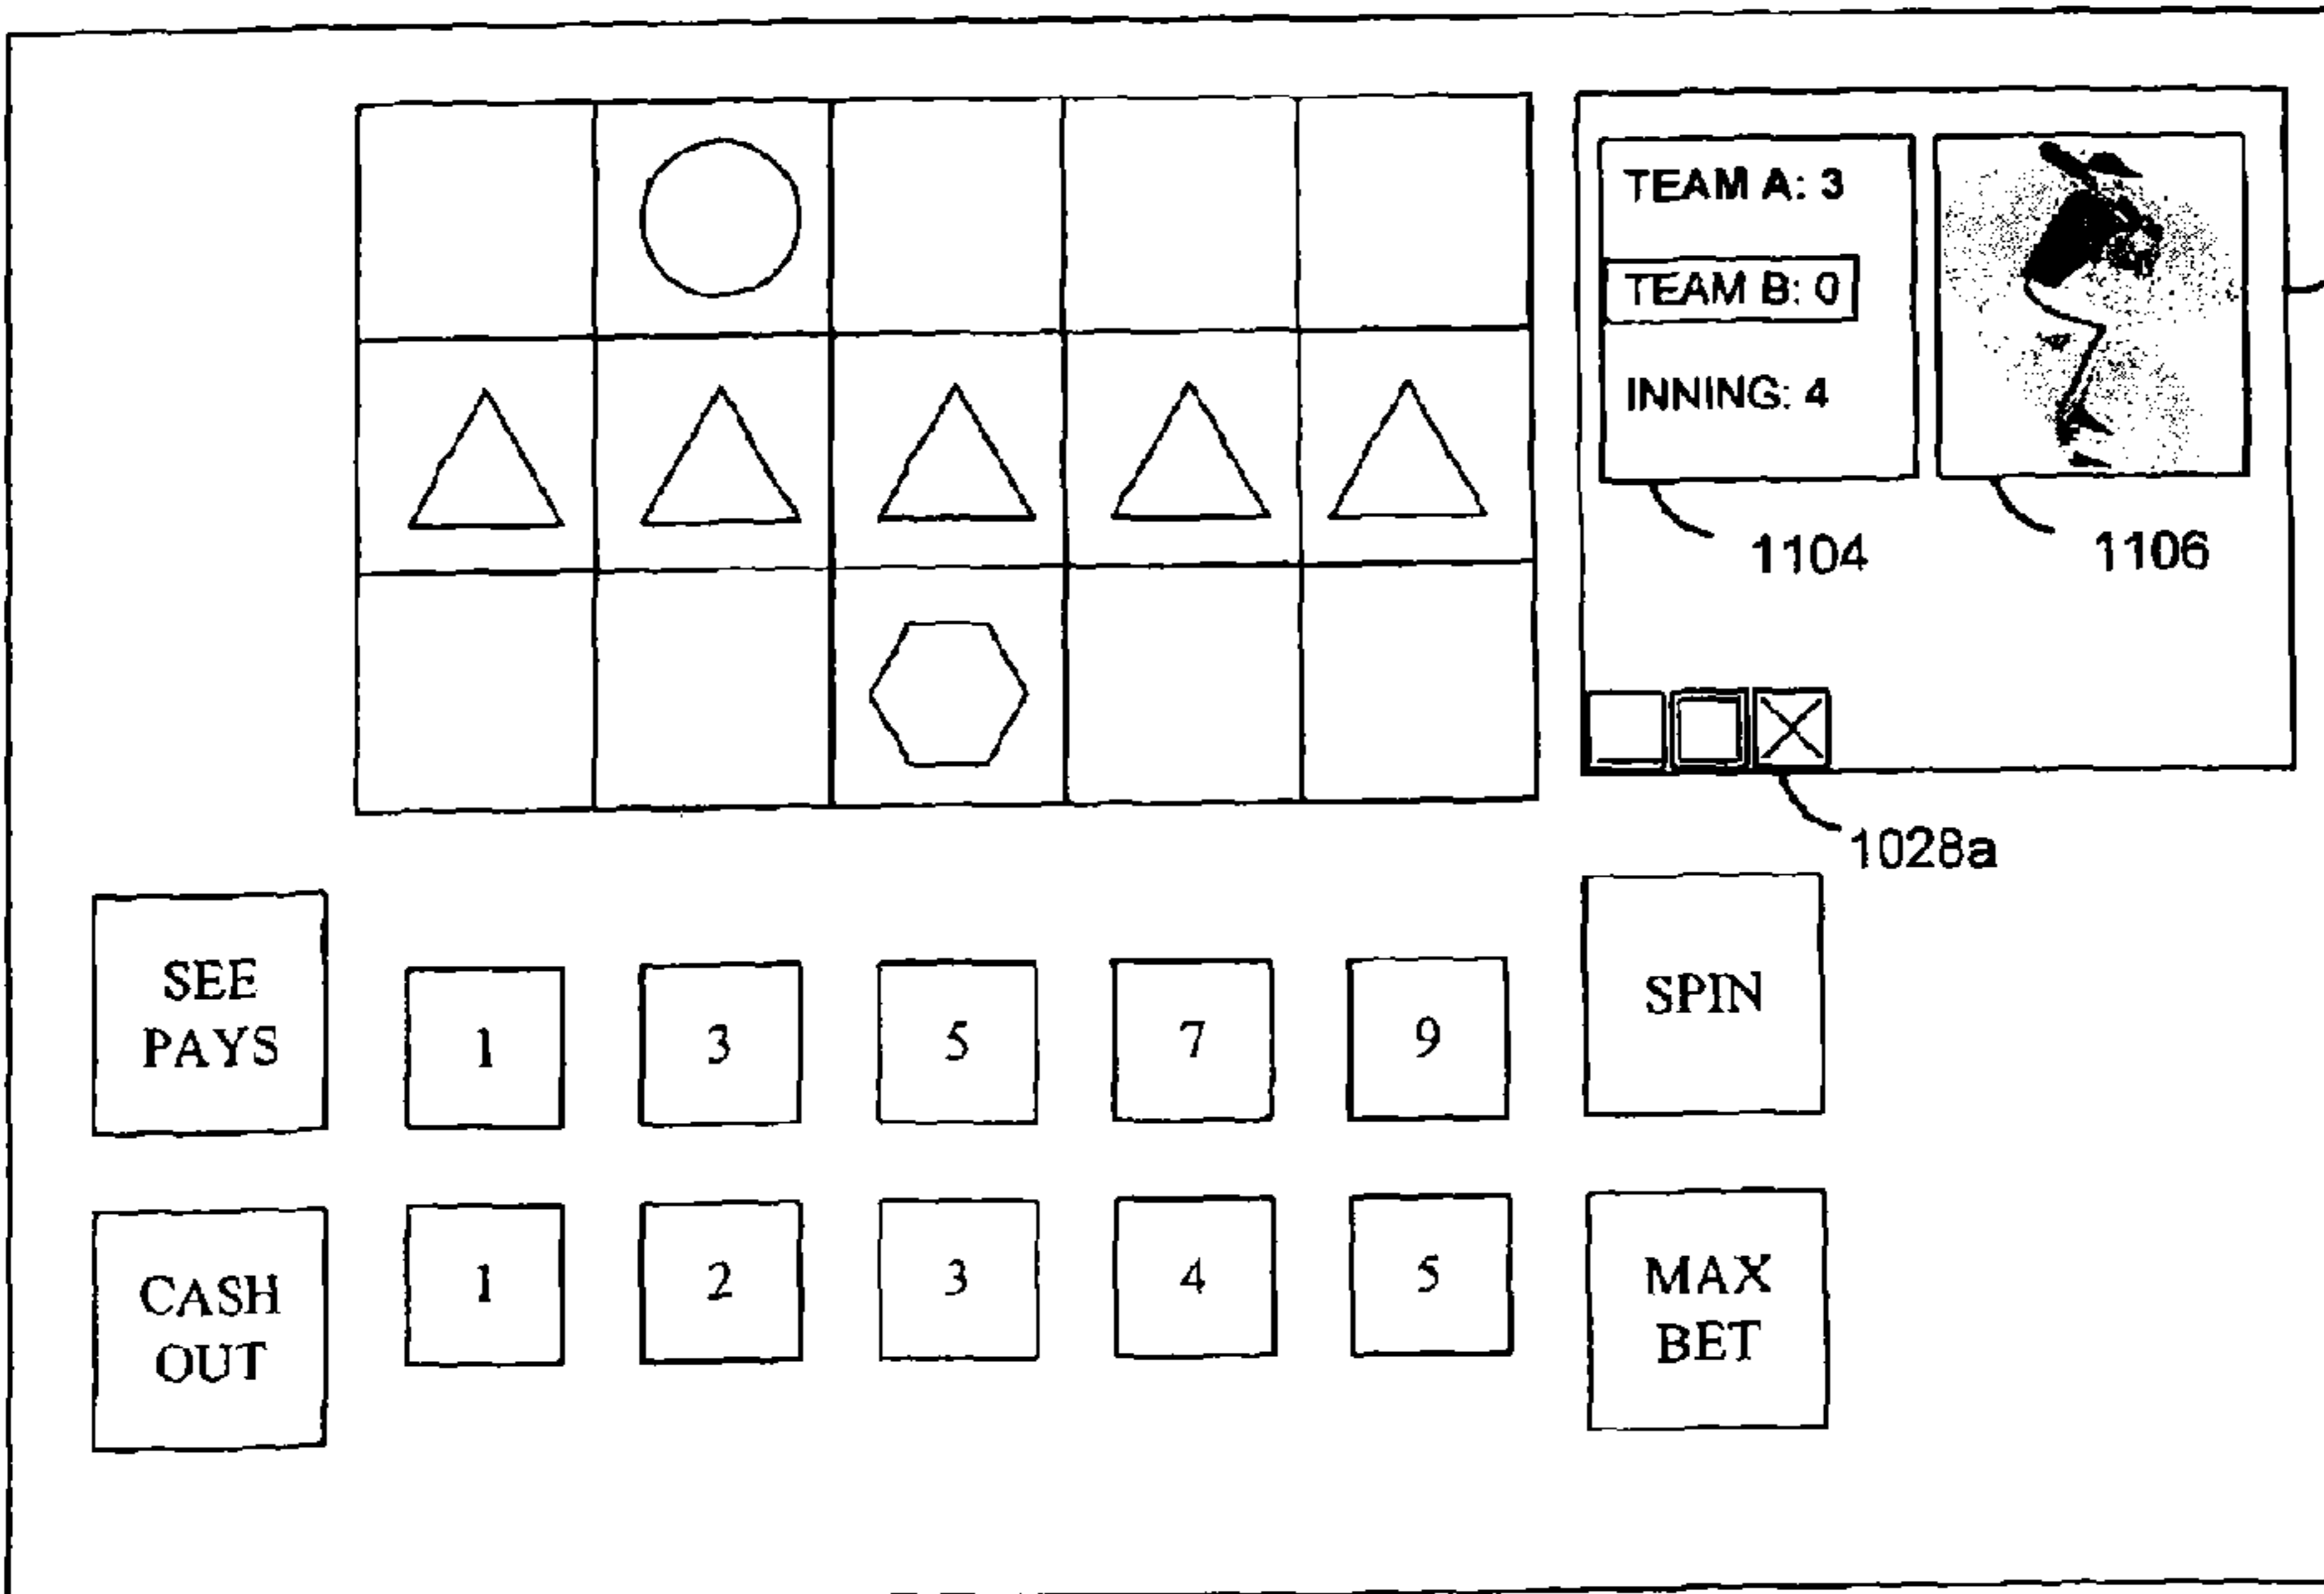 TEAM A: 3
TEAM B: 0
INNING: 4
1104
1106
1028a
SEE
PAYS
1
3
5
7
9
SPIN
CASH
OUT
1
2
3
4
5
MAX
BET